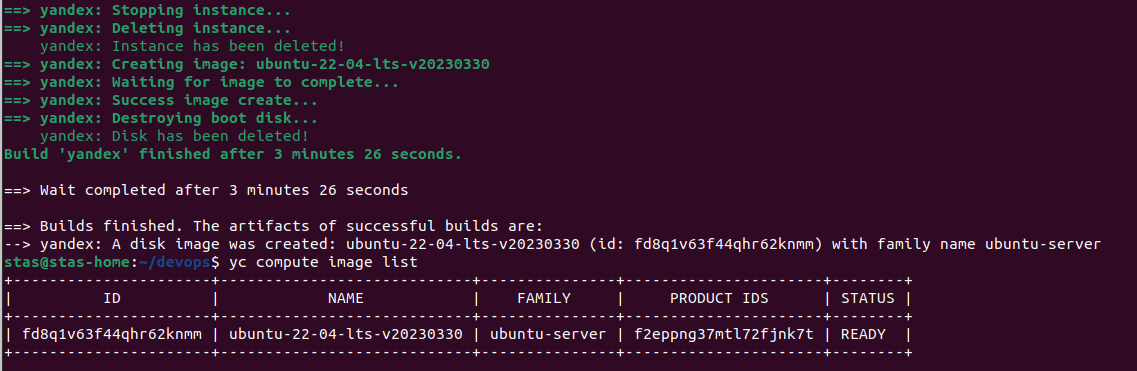 ==> yandex: Stopping instance...
==> yandex: Deleting instance...
    yandex: Instance has been deleted!
==> yandex: Creating image: ubuntu-22-04-lts-v20230330
==> yandex: Waiting for image to complete...
==> yandex: Success image create...
==> yandex: Destroying boot disk...
    yandex: Disk has been deleted!
Build 'yandex' finished after 3 minutes 26 seconds.

==> Wait completed after 3 minutes 26 seconds

==> Builds finished. The artifacts of successful builds are:
--> yandex: A disk image was created: ubuntu-22-04-lts-v20230330 (id: fd8q1v63f44qhr62knmm) with family name ubuntu-server
stas@stas-home:~/devops$ yc compute image list
+----------------------+----------------------------+---------------+----------------------+--------+
|          ID          |            NAME            |    FAMILY     |     PRODUCT IDS      | STATUS |
+----------------------+----------------------------+---------------+----------------------+--------+
| fd8q1v63f44qhr62knmm | ubuntu-22-04-lts-v20230330 | ubuntu-server | f2eppng37mtl72fjnk7t | READY  |
+----------------------+----------------------------+---------------+----------------------+--------+